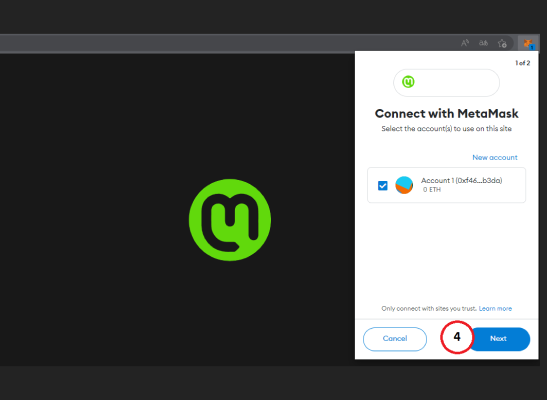 1 of 2
Connect with MetaMask
Select the account(s) to use on this site
New account
Account 1 (0xf46...b3da)
0 ETH
Only connect with sites you trust. Learn more
Cancel
4
Next